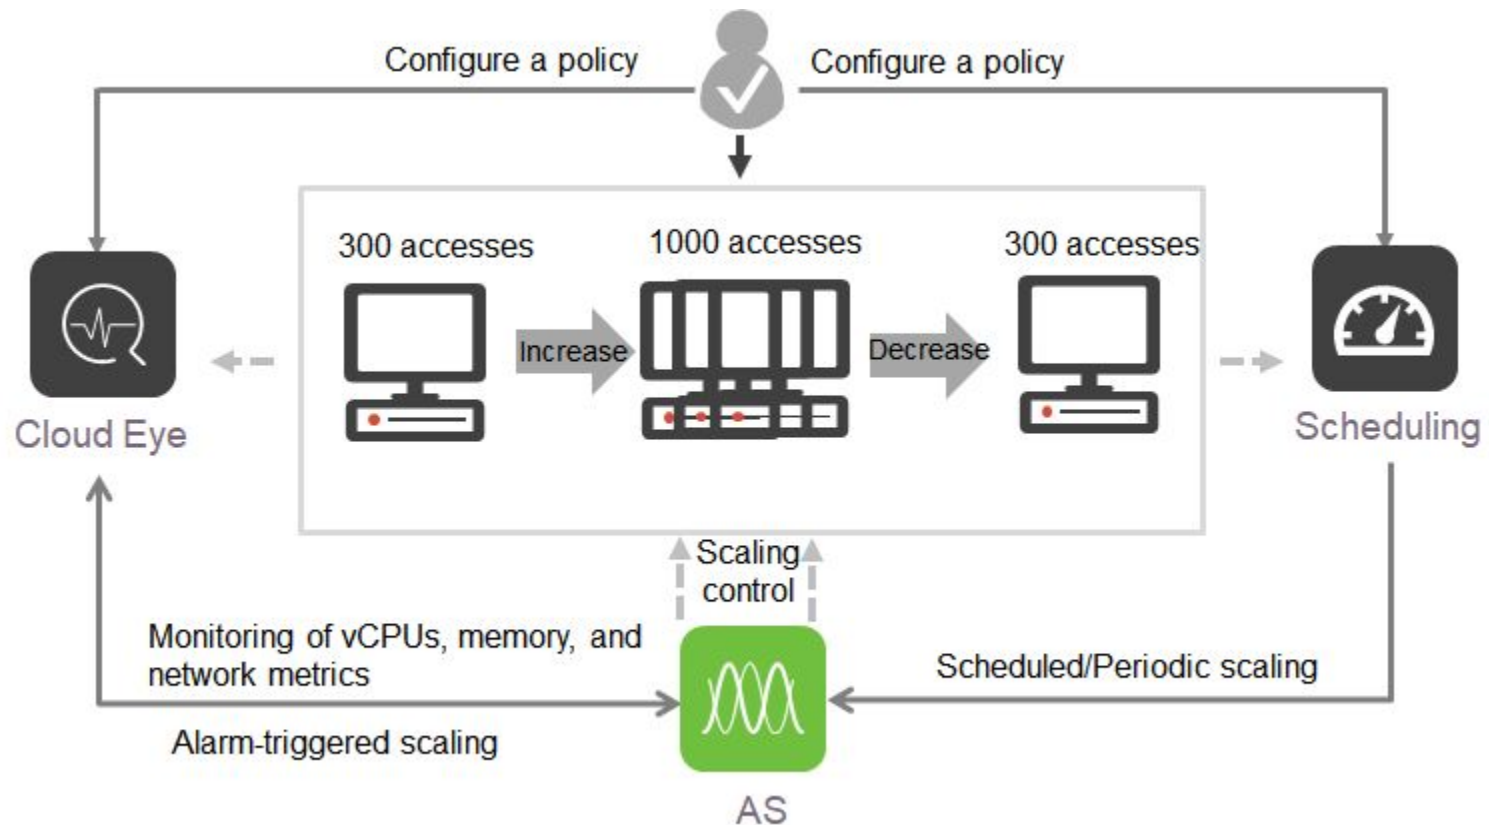 Configure a policy
Configure a policy
300 accesses
1000 accesses
300 accesses
Increase
Decrease
Cloud Eye
Scheduling
Scaling
control
Monitoring of vCPUs, memory, and
network metrics
Alarm-triggered scaling
Scheduled/Periodic scaling
AS